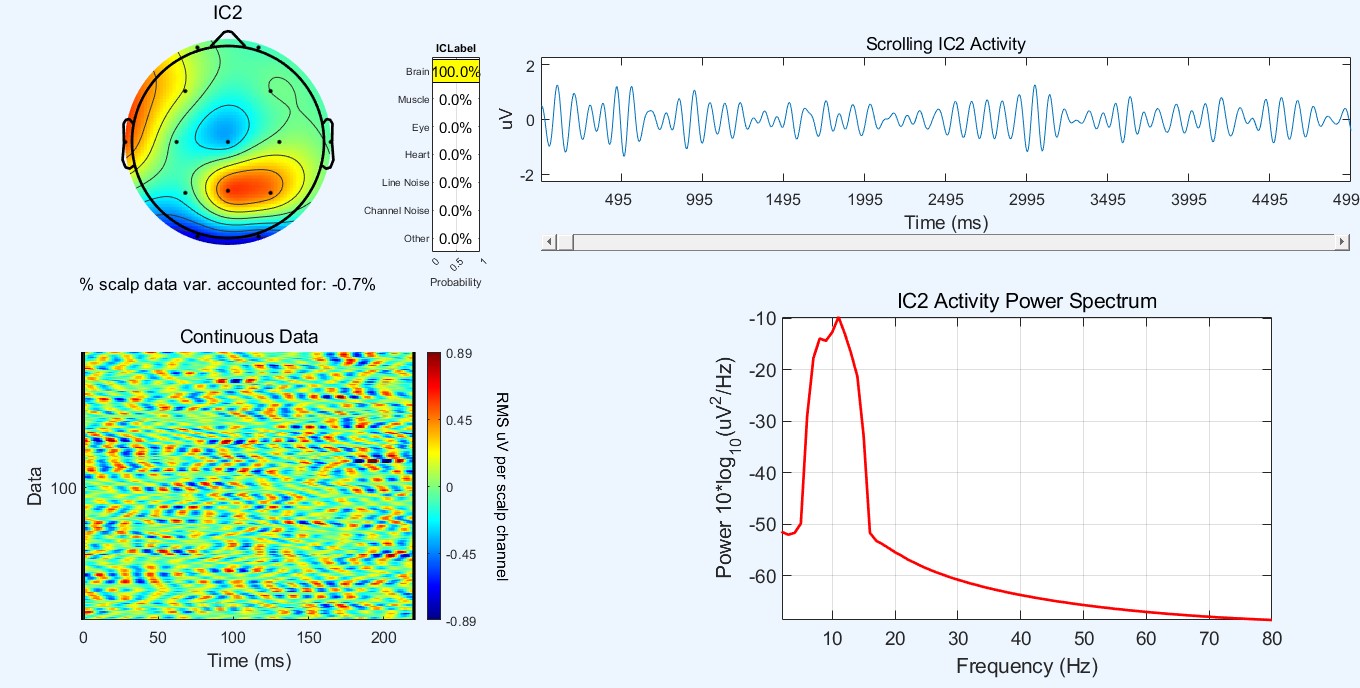 IC2
ICLabel
Brain 100.0%
Muscle 0.0%
Eye 0.0%
Heart 0.0%
Line Noise 0.0%
Channel Noise 0.0%
Other 0.0%
0 0.5 1
Probability
% scalp data var. accounted for: -0.7%
Scrolling IC2 Activity
uV
2
0
-2
495 995 1495 1995 2495 2995 3495 3995 4495 499
Time (ms)
Continuous Data
Data
100
0 50 100 150 200
Time (ms)
0.89
0.45
0
-0.45
-0.89
RMS uV per scalp channel
IC2 Activity Power Spectrum
Power 10*log10(uV2/Hz)
-10
-20
-30
-40
-50
-60
10 20 30 40 50 60 70 80
Frequency (Hz)